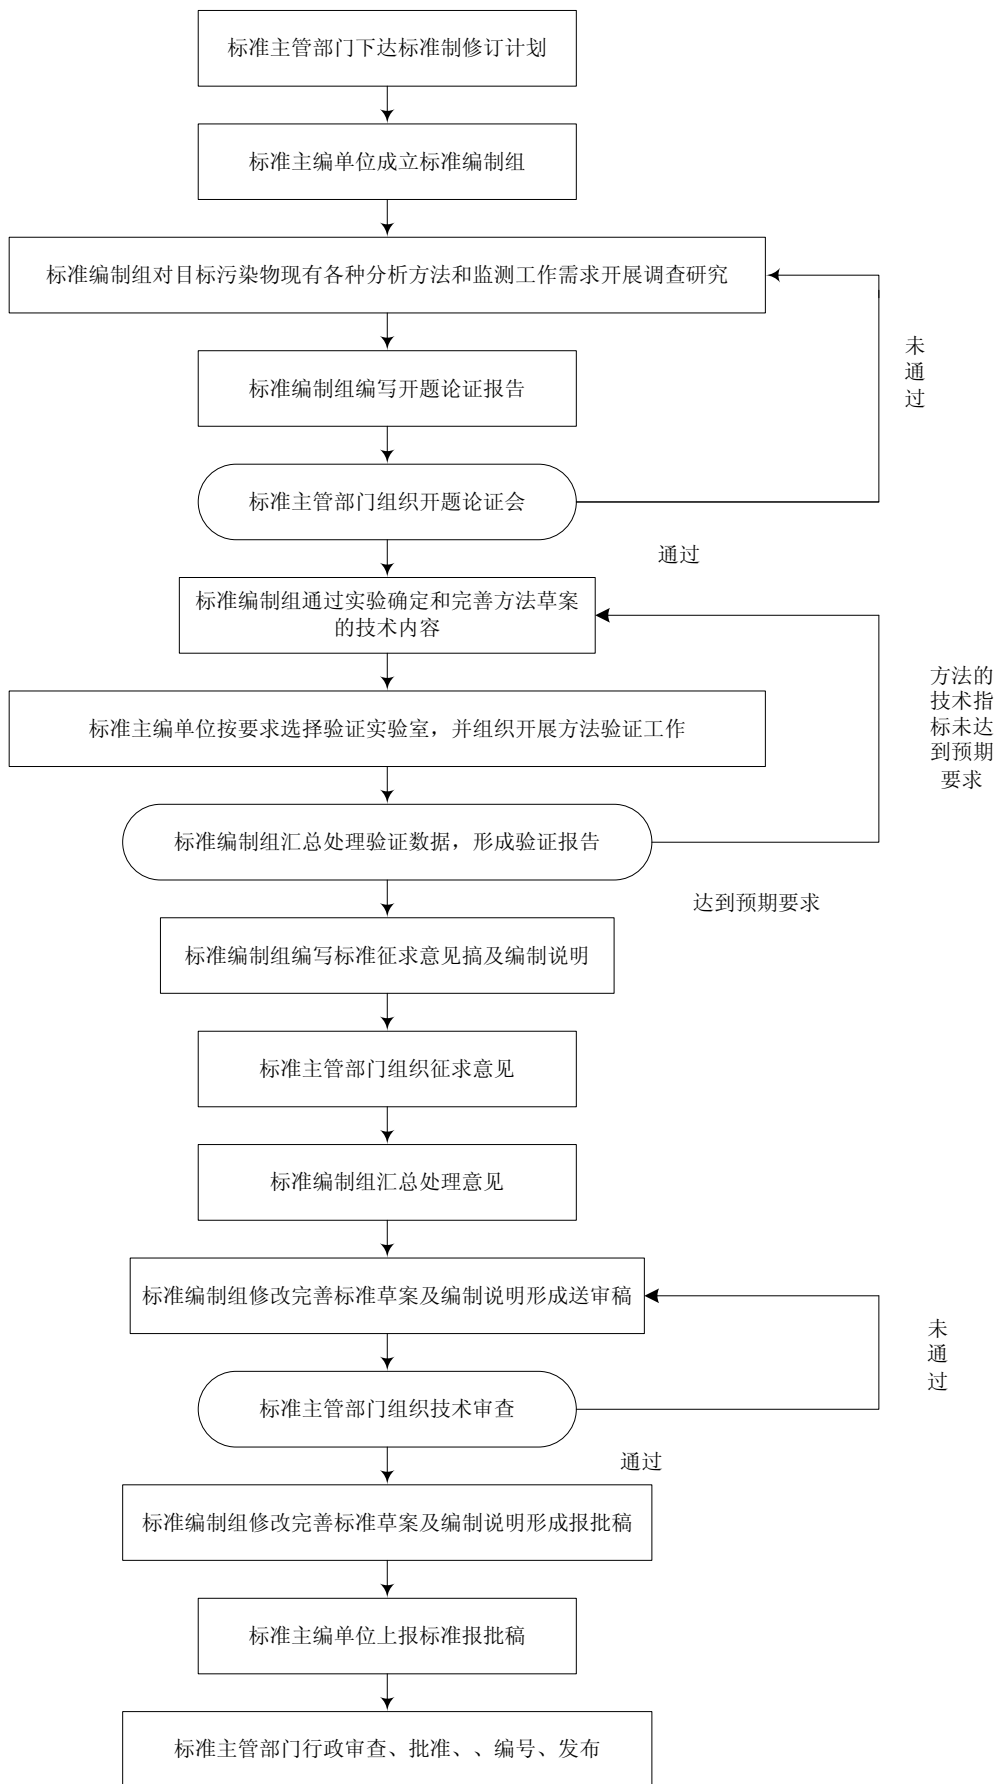 标准主管部门下达标准制修订计划
标准主编单位成立标准编制组
标准编制组对目标污染物现有各种分析方法和监测工作需求开展调查研究
未
通
过
标准编制组编写开题论证报告
标准主管部门组织开题论证会
通过
标准编制组通过实验确定和完善方法草案
的技术内容
方法的
技术指
标未达
到预期
要求
标准主编单位按要求选择验证实验室，并组织开展方法验证工作
标准编制组汇总处理验证数据，形成验证报告
达到预期要求
标准编制组编写标准征求意见搞及编制说明
标准主管部门组织征求意见
标准编制组汇总处理意见
标准编制组修改完善标准草案及编制说明形成送审稿
未
通
过
标准主管部门组织技术审查
通过
标准编制组修改完善标准草案及编制说明形成报批稿
标准主编单位上报标准报批稿
标准主管部门行政审查、批准、、编号、发布